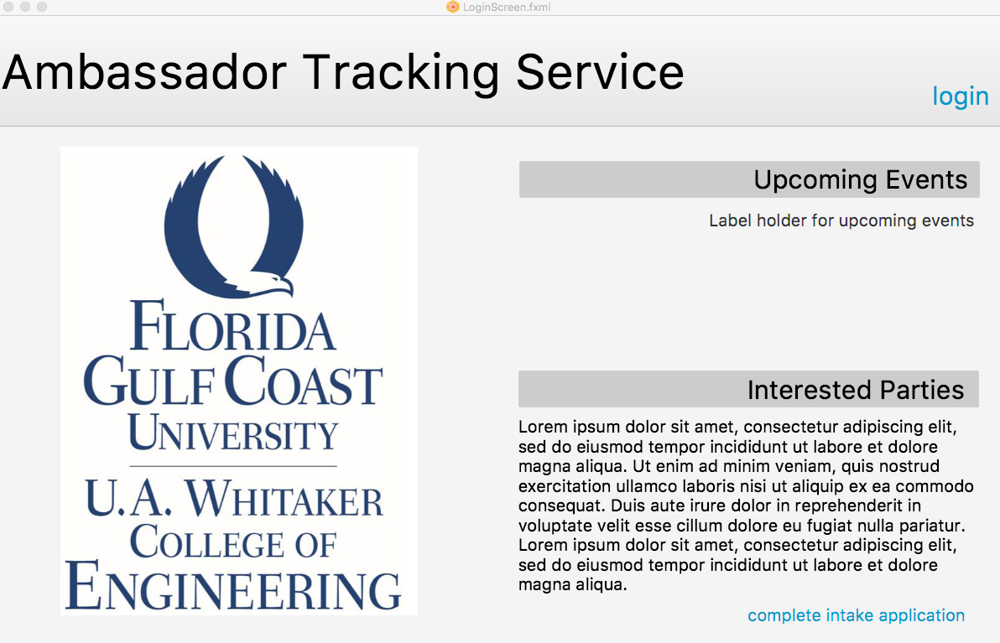 LoginScreen.fxml
Ambassador Tracking Service
login
FLORIDA
GULF COAST
UNIVERSITY
U.A. WHITAKER
COLLEGE OF
ENGINEERING
Upcoming Events
Label holder for upcoming events
Interested Parties
Lorem ipsum dolor sit amet, consectetur adipiscing elit,
sed do eiusmod tempor incididunt ut labore et dolore
magna aliqua. Ut enim ad minim veniam, quis nostrud
exercitation ullamco laboris nisi ut aliquip ex ea commodo
consequat. Duis aute irure dolor in reprehenderit in
voluptate velit esse cillum dolore eu fugiat nulla pariatur.
Lorem ipsum dolor sit amet, consectetur adipiscing elit,
sed do eiusmod tempor incididunt ut labore et dolore
magna aliqua.
complete intake application